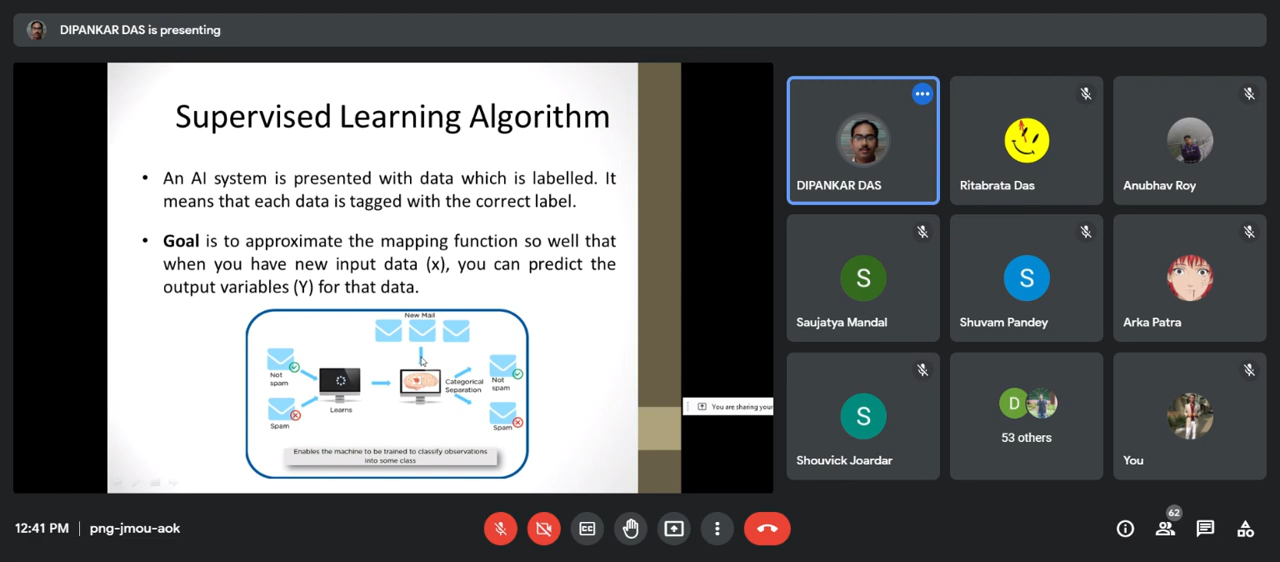 DIPANKAR DAS is presenting
Supervised Learning Algorithm
• An AI system is presented with data which is labelled. It
means that each data is tagged with the correct label.
• Goal is to approximate the mapping function so well that
when you have new input data (x), you can predict the
output variables (Y) for that data.
New Mail
Not
spam
Spam
Learns
Categorical
Separation
Not
spam
Spam
Enables the machine to be trained to classify observations
into some class
You are sharing your
DIPANKAR DAS
Ritabrata Das
Anubhav Roy
S
Saujatya Mandal
S
Shuvam Pandey
Arka Patra
S
Shouvick Joardar
D
53 others
You
12:41 PM | png-jmou-aok
CC
62